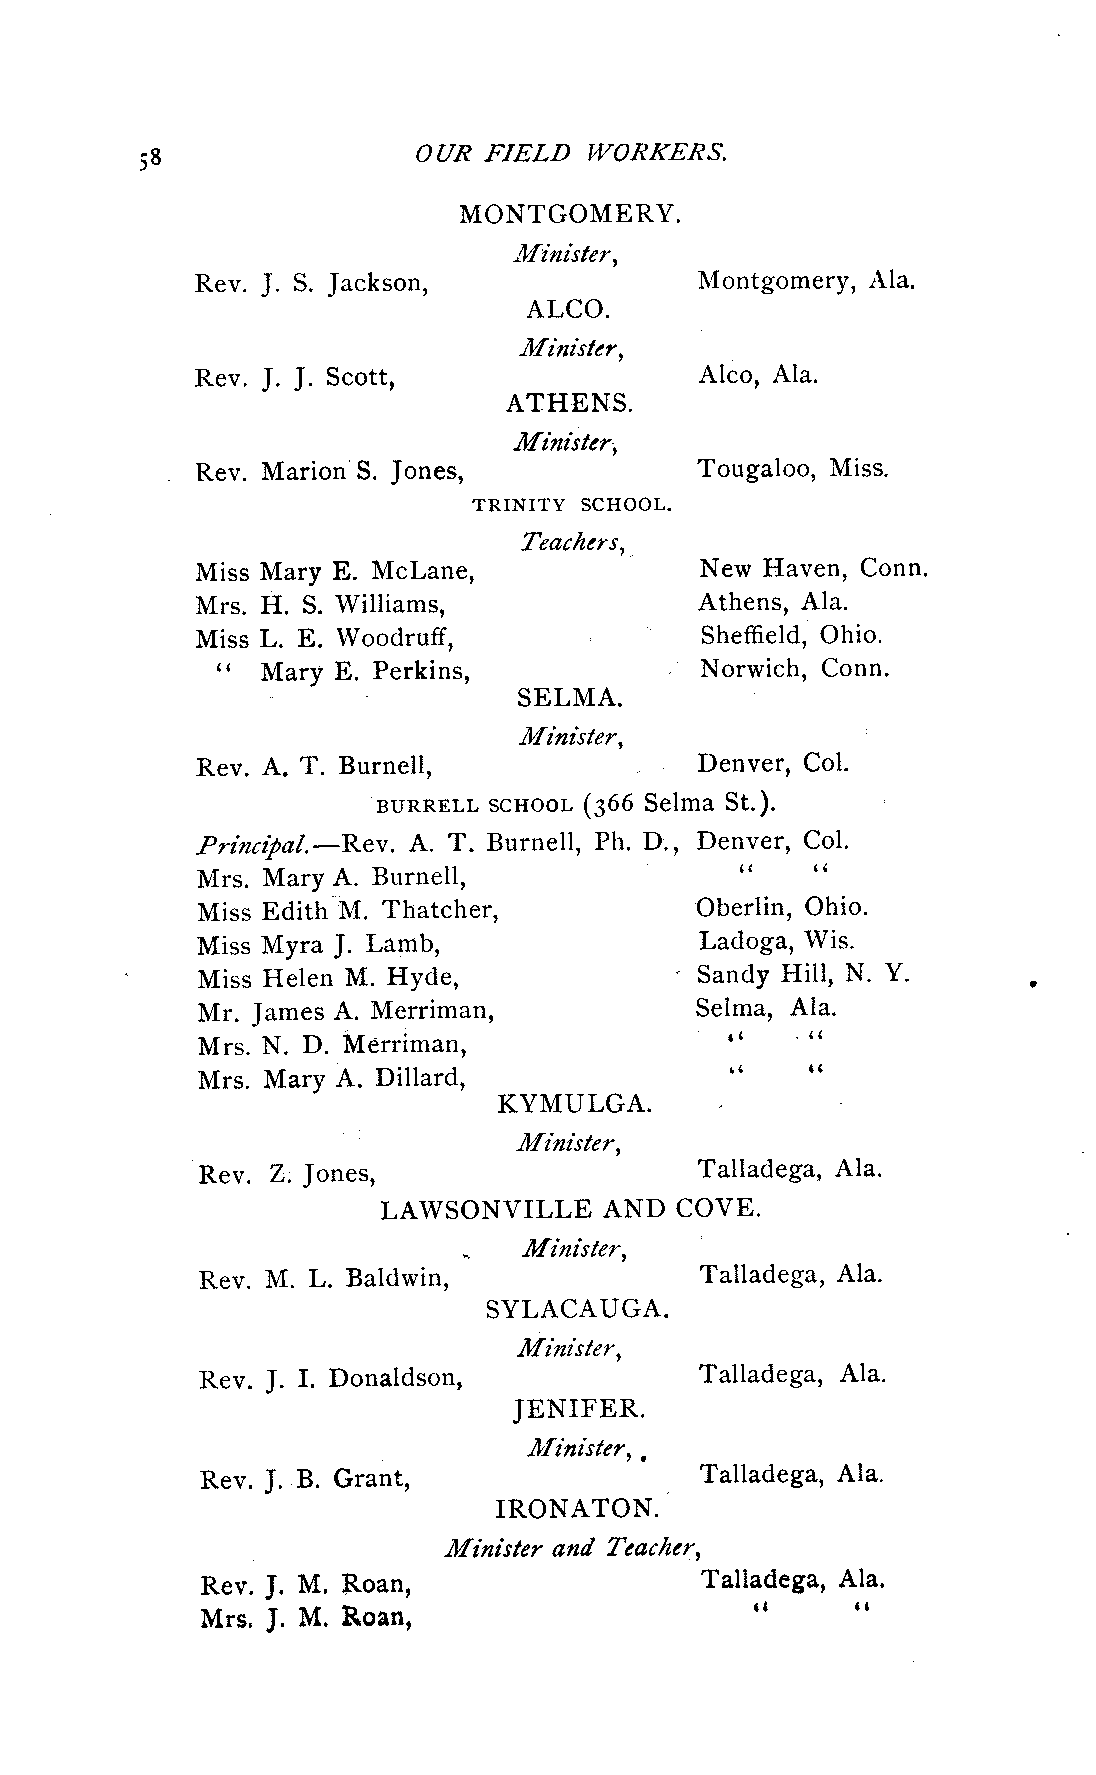 58 OUR FIELD WORKERS.
MONTGOMERY.
Minister,
Rev. J. S. Jackson, Montgomery, Ala.
ALCO.
Minister,
Rev. J. J. Scott, Alco, Ala.
ATHENS.
Minister,
Rev. Marion S. Jones, Tougaloo, Miss.
TRINITY SCHOOL.
Teachers,
Miss Mary E. McLane, New Haven, Conn.
Mrs. H. S. Williams, Athens, Ala.
Miss L. E. Woodruff, Sheffield, Ohio.
“ Mary E. Perkins, Norwich, Conn.
SELMA.
Minister,
Rev. A. T. Burnell, Denver, Col.
BURRELL SCHOOL (366 Selma St.).
Principal.—Rev. A. T. Burnell, Ph. D., Denver, Col.
Mrs. Mary A. Burnell, “ “
Miss Edith M. Thatcher, Oberlin, Ohio.
Miss Myra J. Lamb, Ladoga, Wis.
Miss Helen M. Hyde, Sandy Hill, N. Y.
Mr. James A. Merriman, Selma, Ala.
Mrs. N. D. Merriman, “ “
Mrs. Mary A. Dillard, “ “
KYMULGA.
Minister,
Rev. Z. Jones, Talladega, Ala.
LAWSONVILLE AND COVE.
Minister,
Rev. M. L. Baldwin, Talladega, Ala.
SYLACAUGA.
Minister,
Rev. J. I. Donaldson, Talladega, Ala.
JENIFER.
Minister,
Rev. J. B. Grant, Talladega, Ala.
IRONATON.
Minister and Teacher,
Rev. J. M. Roan, Talladega, Ala.
Mrs. J. M. Roan, “ “